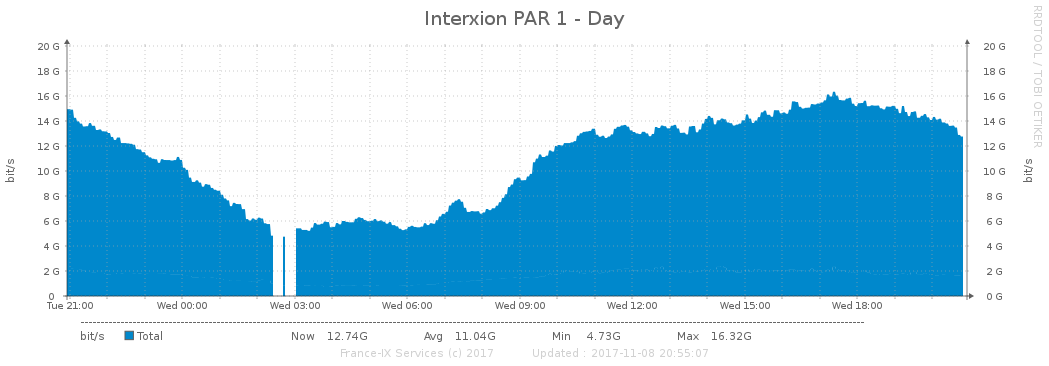 Interxion PAR 1 - Day
RRDTOOL / TOBI OETIKER
20 G 20 G
18 G 18 G
16 G 16 G
14 G 14 G
12 G 12 G
10 G 10 G
8 G 8 G
6 G 6 G
4 G 4 G
2 G 2 G
0 0 G
bit/s
bit/s
Tue 21:00 Wed 00:00 Wed 03:00 Wed 06:00 Wed 09:00 Wed 12:00 Wed 15:00 Wed 18:00
bit/s Total Now 12.74G Avg 11.04G Min 4.73G Max 16.32G
France-IX Services (c) 2017 Updated : 2017-11-08 20:55:07